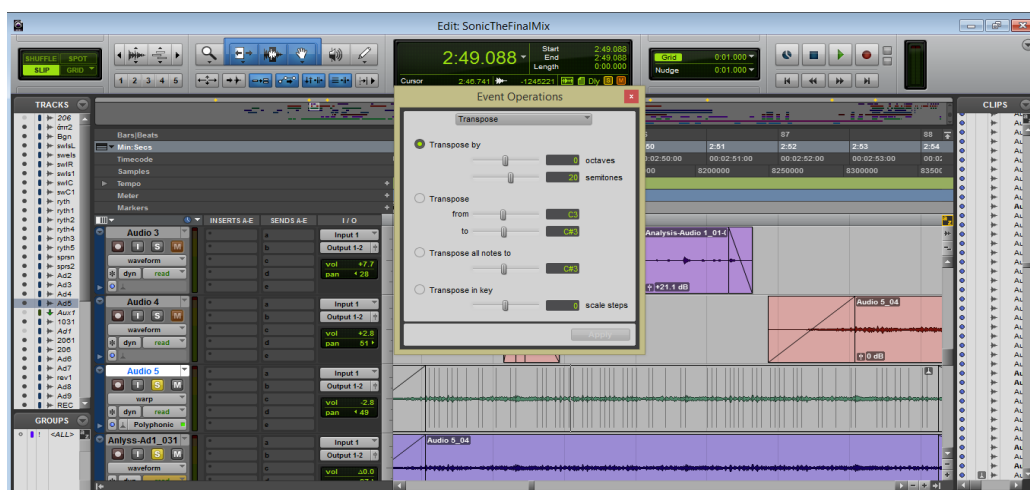 Edit: SonicTheFinalMix
SHUFFLE SPOT
SLIP GRID
1 2 3 4 5
2:49.088
Start 2:49.088
End 2:49.088
Length 0:00.000
Cursor 2:46.741 -1245221 Dly S M
Grid 0:01.000
Nudge 0:01.000
TRACKS
206
drrr2
Bgn
swlsL
swels
swlR
swls1
swlC
swC1
ryth
ryth1
ryth2
ryth4
ryth3
ryth5
sprsn
sprs2
Ad2
Ad3
Ad4
Ad5
Aux1
1031
Ad1
2061
206
Ad6
Ad7
rev1
Ad8
Ad9
REC
GROUPS
! <ALL>
Bars|Beats
Min:Secs
Timecode
Samples
Tempo
Meter
Markers
87 88
2:51 2:52 2:53 2:54
0:02:50:00 00:02:51:00 00:02:52:00 00:02:53:00
8200000 8250000 8300000
INSERTS A-E SENDS A-E I / O
Audio 3
I S M
waveform
dyn read
a
b
c
d
e
Input 1
Output 1-2
vol +7.7
pan 28
Analysis-Audio 1_01-(
+21.1 dB
Audio 4
I S M
waveform
dyn read
a
b
c
d
e
Input 1
Output 1-2
vol +2.8
pan 51
Audio 5_04
0 dB
Audio 5
I S M
warp
dyn read
Polyphonic
a
b
c
d
e
Input 1
Output 1-2
vol -2.8
pan 49
Anlyss-Ad1_031
I S M
waveform
dyn read
a
b
c
d
Input 1
Output 1-2
vol Δ0.0
Audio 5_04
Event Operations
x
Transpose
Transpose by
0 octaves
20 semitones
Transpose
from C3
to C#3
Transpose all notes to
C#3
Transpose in key
0 scale steps
Apply
CLIPS